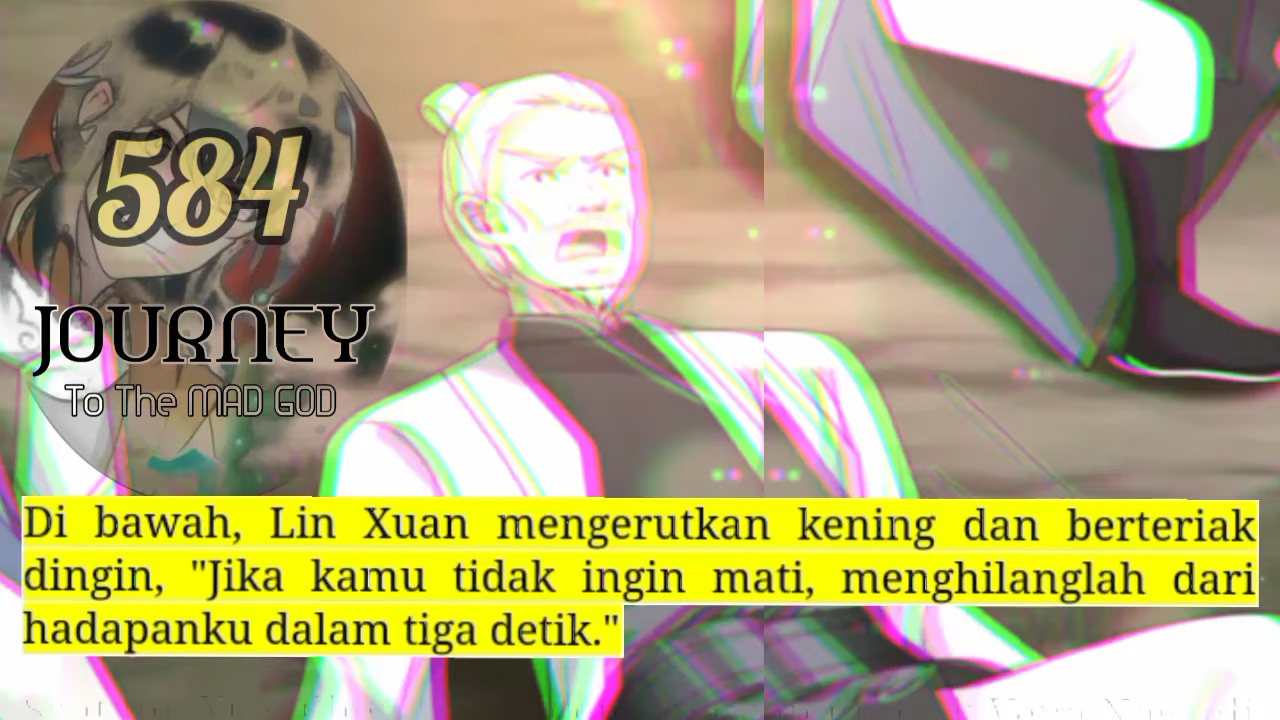 584
JOURNEY
To The MAD GOD
Di bawah, Lin Xuan mengerutkan kening dan berteriak
dingin, "Jika kamu tidak ingin mati, menghilanglah dari
hadapanku dalam tiga detik."